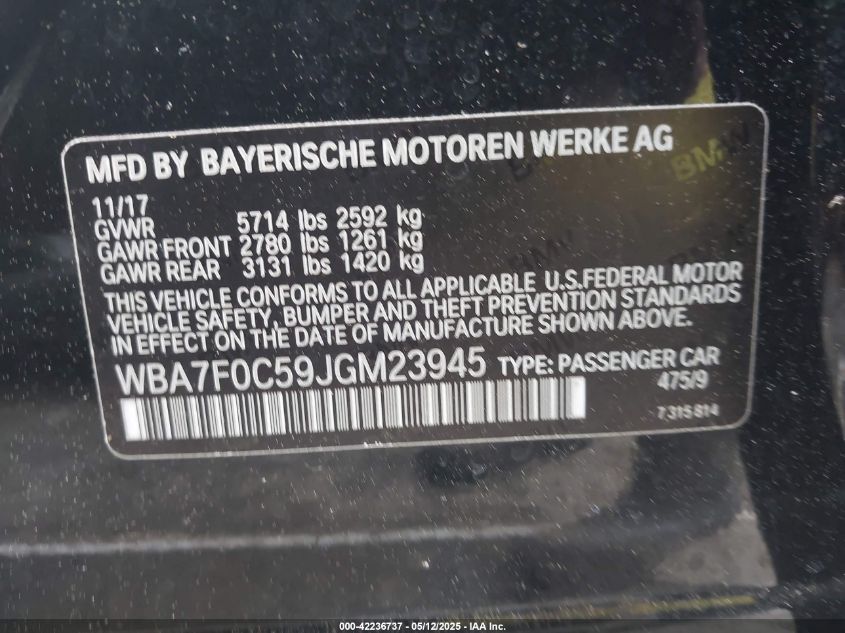 MFD BY BAYERISCHE MOTOREN WERKE AG
11/17
GVWR 5714 lbs 2592 kg
GAWR FRONT 2780 lbs 1261 kg
GAWR REAR 3131 lbs 1420 kg
THIS VEHICLE CONFORMS TO ALL APPLICABLE U.S.FEDERAL MOTOR
VEHICLE SAFETY, BUMPER AND THEFT PREVENTION STANDARDS
IN EFFECT ON THE DATE OF MANUFACTURE SHOWN ABOVE.
WBA7F0C59JGM23945 TYPE: PASSENGER CAR
475/9
7 315 814
BMW
000-42236737 - 05/12/2025 - IAA Inc.